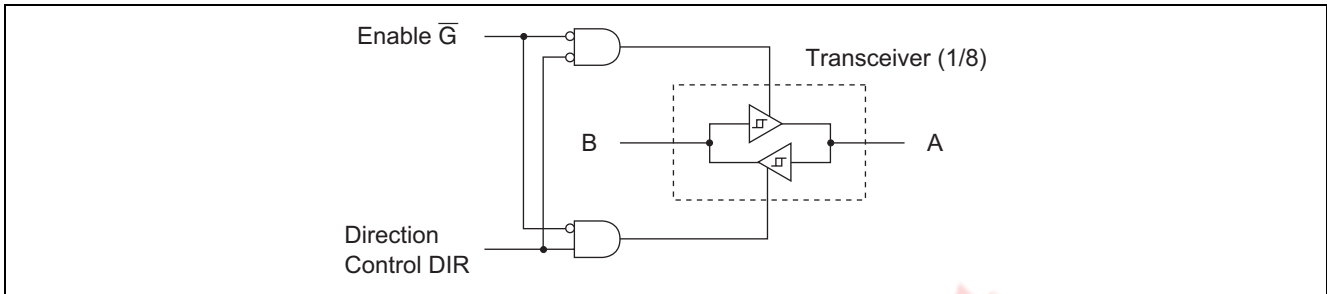 Enable G̅
Transceiver (1/8)
B
A
Direction
Control DIR